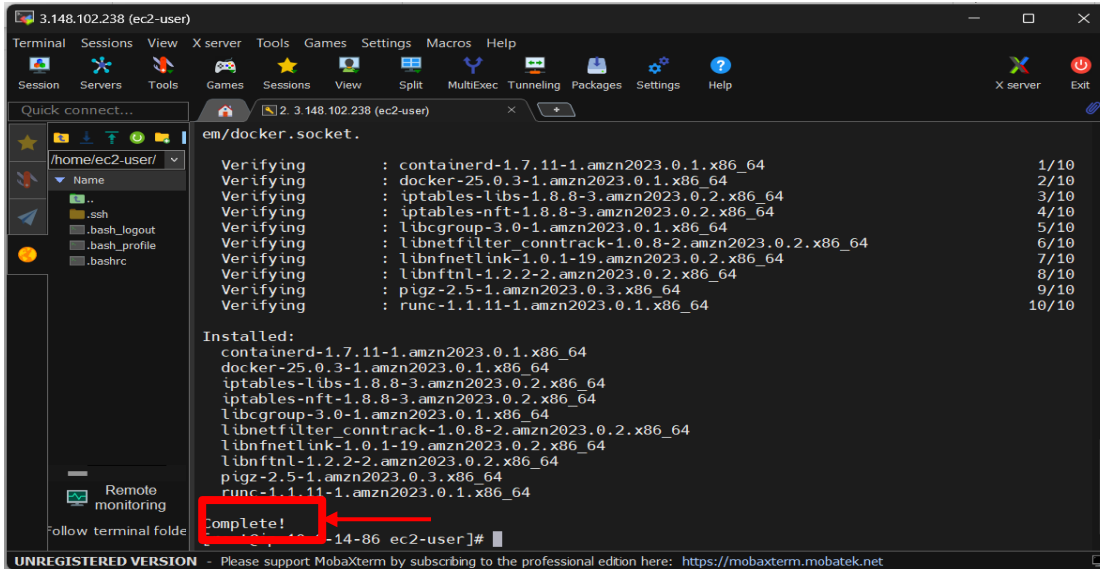 3.148.102.238 (ec2-user)
Terminal Sessions View X server Tools Games Settings Macros Help
Session Servers Tools Games Sessions View Split MultiExec Tunneling Packages Settings Help X server Exit
Quick connect...
2. 3.148.102.238 (ec2-user)
/home/ec2-user/
Name
..
.ssh
.bash_logout
.bash_profile
.bashrc
Remote
monitoring
Follow terminal folde
em/docker.socket.
Verifying : containerd-1.7.11-1.amzn2023.0.1.x86_64 1/10
Verifying : docker-25.0.3-1.amzn2023.0.1.x86_64 2/10
Verifying : iptables-libs-1.8.8-3.amzn2023.0.2.x86_64 3/10
Verifying : iptables-nft-1.8.8-3.amzn2023.0.2.x86_64 4/10
Verifying : libcgroup-3.0-1.amzn2023.0.1.x86_64 5/10
Verifying : libnetfilter_conntrack-1.0.8-2.amzn2023.0.2.x86_64 6/10
Verifying : libnfnetlink-1.0.1-19.amzn2023.0.2.x86_64 7/10
Verifying : libnftnl-1.2.2-2.amzn2023.0.2.x86_64 8/10
Verifying : pigz-2.5-1.amzn2023.0.3.x86_64 9/10
Verifying : runc-1.1.11-1.amzn2023.0.1.x86_64 10/10
Installed:
containerd-1.7.11-1.amzn2023.0.1.x86_64
docker-25.0.3-1.amzn2023.0.1.x86_64
iptables-libs-1.8.8-3.amzn2023.0.2.x86_64
iptables-nft-1.8.8-3.amzn2023.0.2.x86_64
libcgroup-3.0-1.amzn2023.0.1.x86_64
libnetfilter_conntrack-1.0.8-2.amzn2023.0.2.x86_64
libnfnetlink-1.0.1-19.amzn2023.0.2.x86_64
libnftnl-1.2.2-2.amzn2023.0.2.x86_64
pigz-2.5-1.amzn2023.0.3.x86_64
runc-1.1.11-1.amzn2023.0.1.x86_64
Complete!
-14-86 ec2-user]#
UNREGISTERED VERSION - Please support MobaXterm by subscribing to the professional edition here: https://mobaxterm.mobatek.net